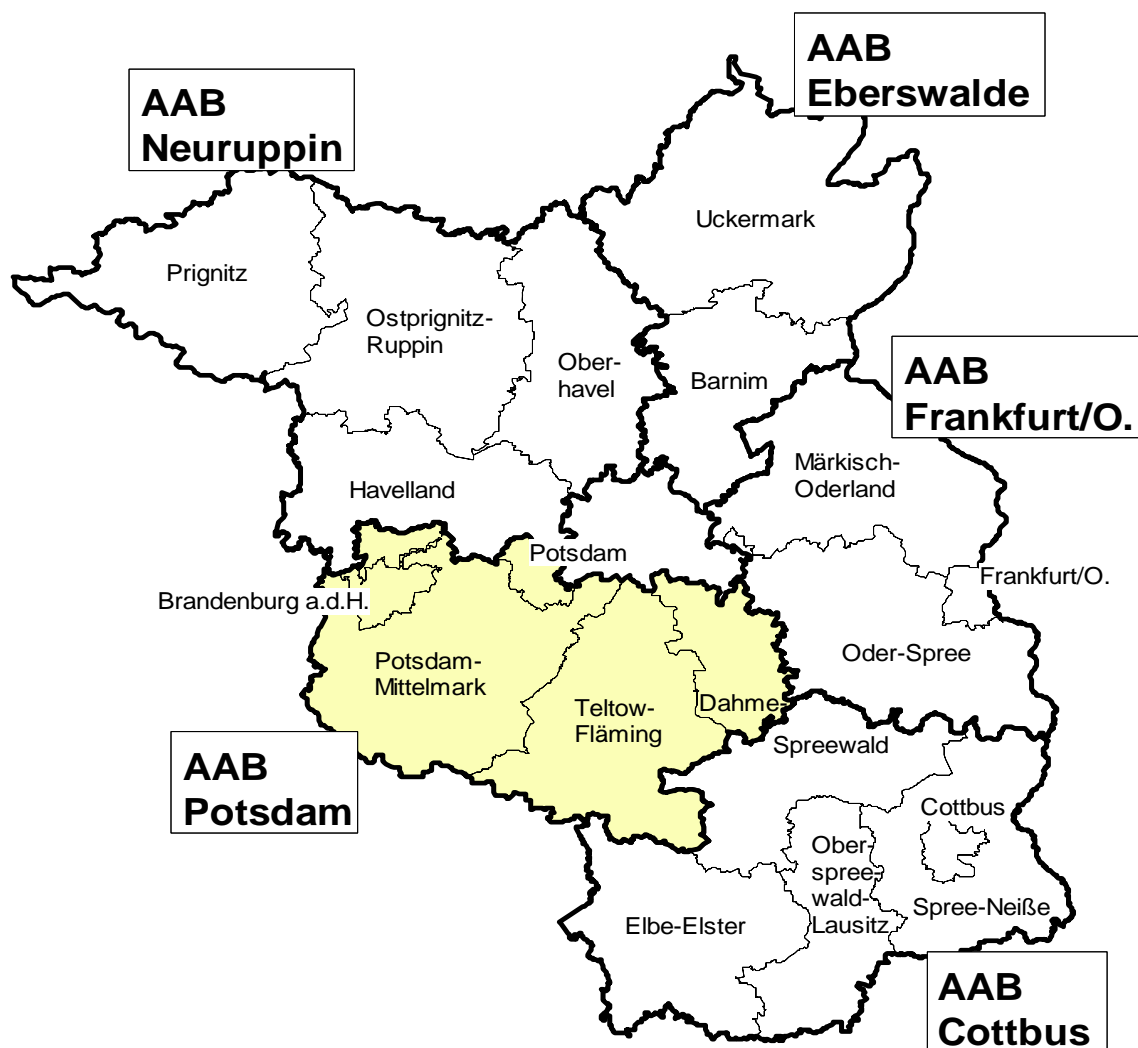 AAB
Eberswalde
AAB
Neuruppin
Uckermark
Prignitz
Ostprignitz-
Ruppin
Ober-
havel
Barnim
AAB
Frankfurt/O.
Märkisch-
Oderland
Havelland
Potsdam
Frankfurt/O.
Brandenburg a.d.H.
Oder-Spree
Potsdam-
Mittelmark
Teltow-
Fläming
Dahme-
Spreewald
AAB
Potsdam
Cottbus
Ober-
spree-
wald-
Lausitz
Spree-Neiße
Elbe-Elster
AAB
Cottbus